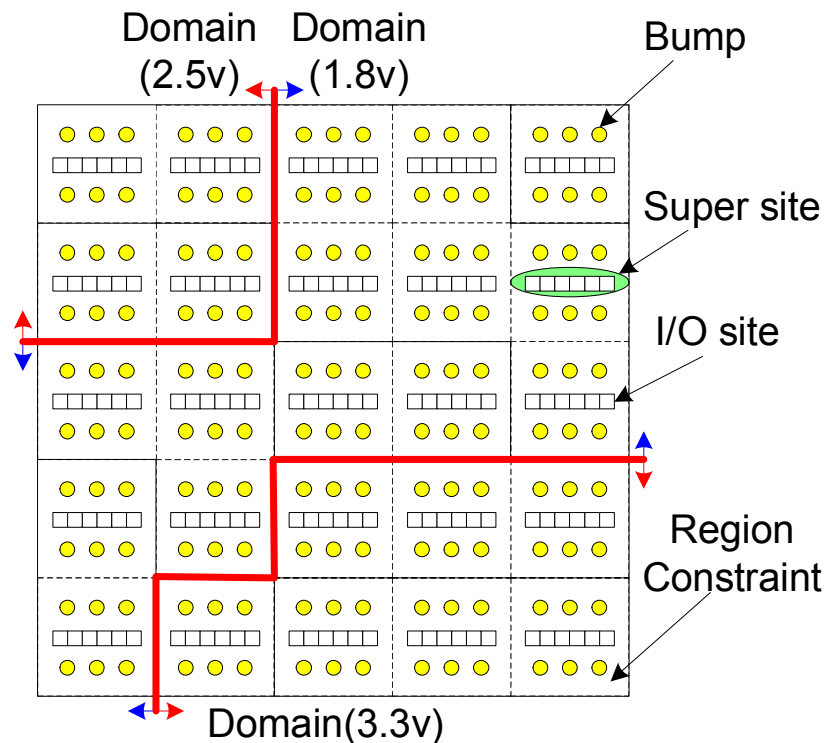 Domain
(2.5v)
Domain
(1.8v)
Bump
Super site
I/O site
Region
Constraint
Domain(3.3v)